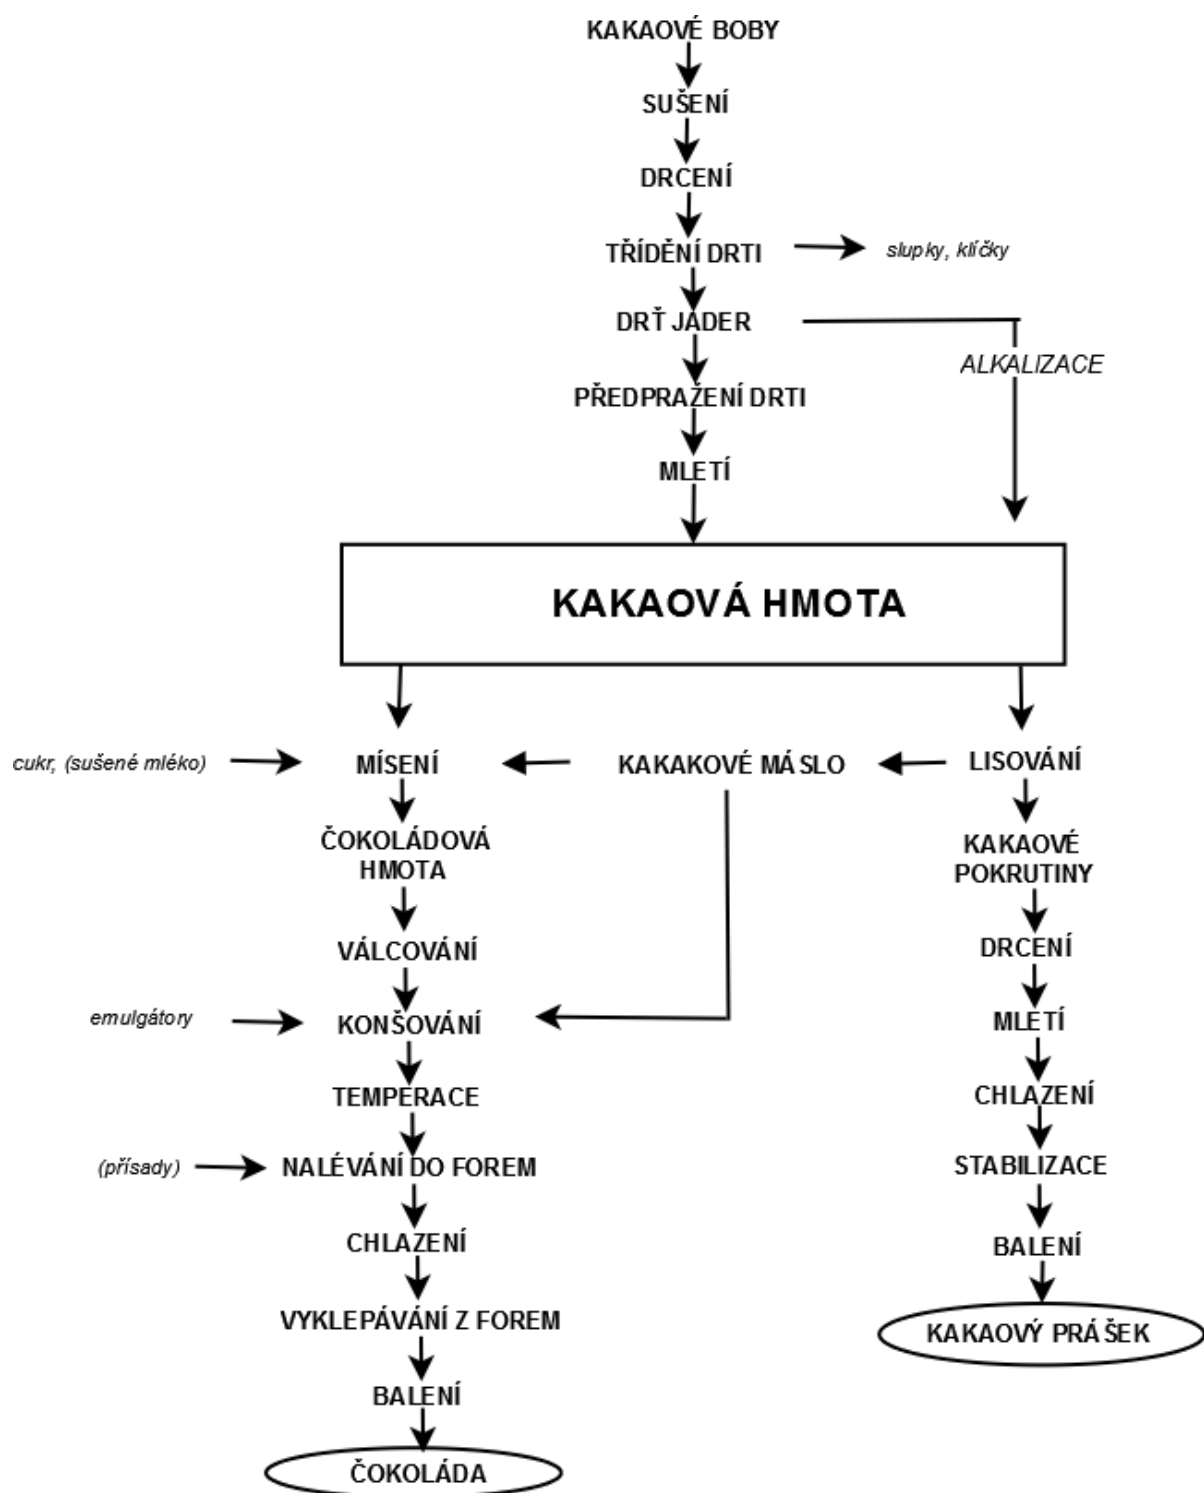 KAKAOVÉ BOBY
SUŠENÍ
DRCENÍ
TŘÍDĚNÍ DRTI
slupky, klíčky
DRŤ JADER
ALKALIZACE
PŘEDPRAŽENÍ DRTI
MLETÍ
KAKAOVÁ HMOTA
cukr, (sušené mléko)
MÍSENÍ
KAKAKOVÉ MÁSLO
LISOVÁNÍ
ČOKOLÁDOVÁ
HMOTA
KAKAOVÉ
POKRUTINY
VÁLCOVÁNÍ
DRCENÍ
emulgátory
KONŠOVÁNÍ
MLETÍ
TEMPERACE
CHLAZENÍ
(přísady)
NALÉVÁNÍ DO FOREM
STABILIZACE
CHLAZENÍ
BALENÍ
VYKLEPÁVÁNÍ Z FOREM
KAKAOVÝ PRÁŠEK
BALENÍ
ČOKOLÁDA